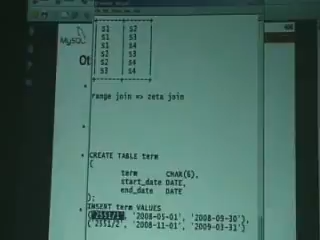 MySQL
Ot
| s1 | s2
| s1 | s3
| s1 | s4
| s2 | s3
| s2 | s4
| s3 | s4
range join => zeta join
CREATE TABLE term
(
term CHAR(6),
start_date DATE,
end_date DATE
);
INSERT term VALUES
('2551/1', '2008-05-01', '2008-09-30'),
('2551/2', '2008-11-01', '2009-03-31')